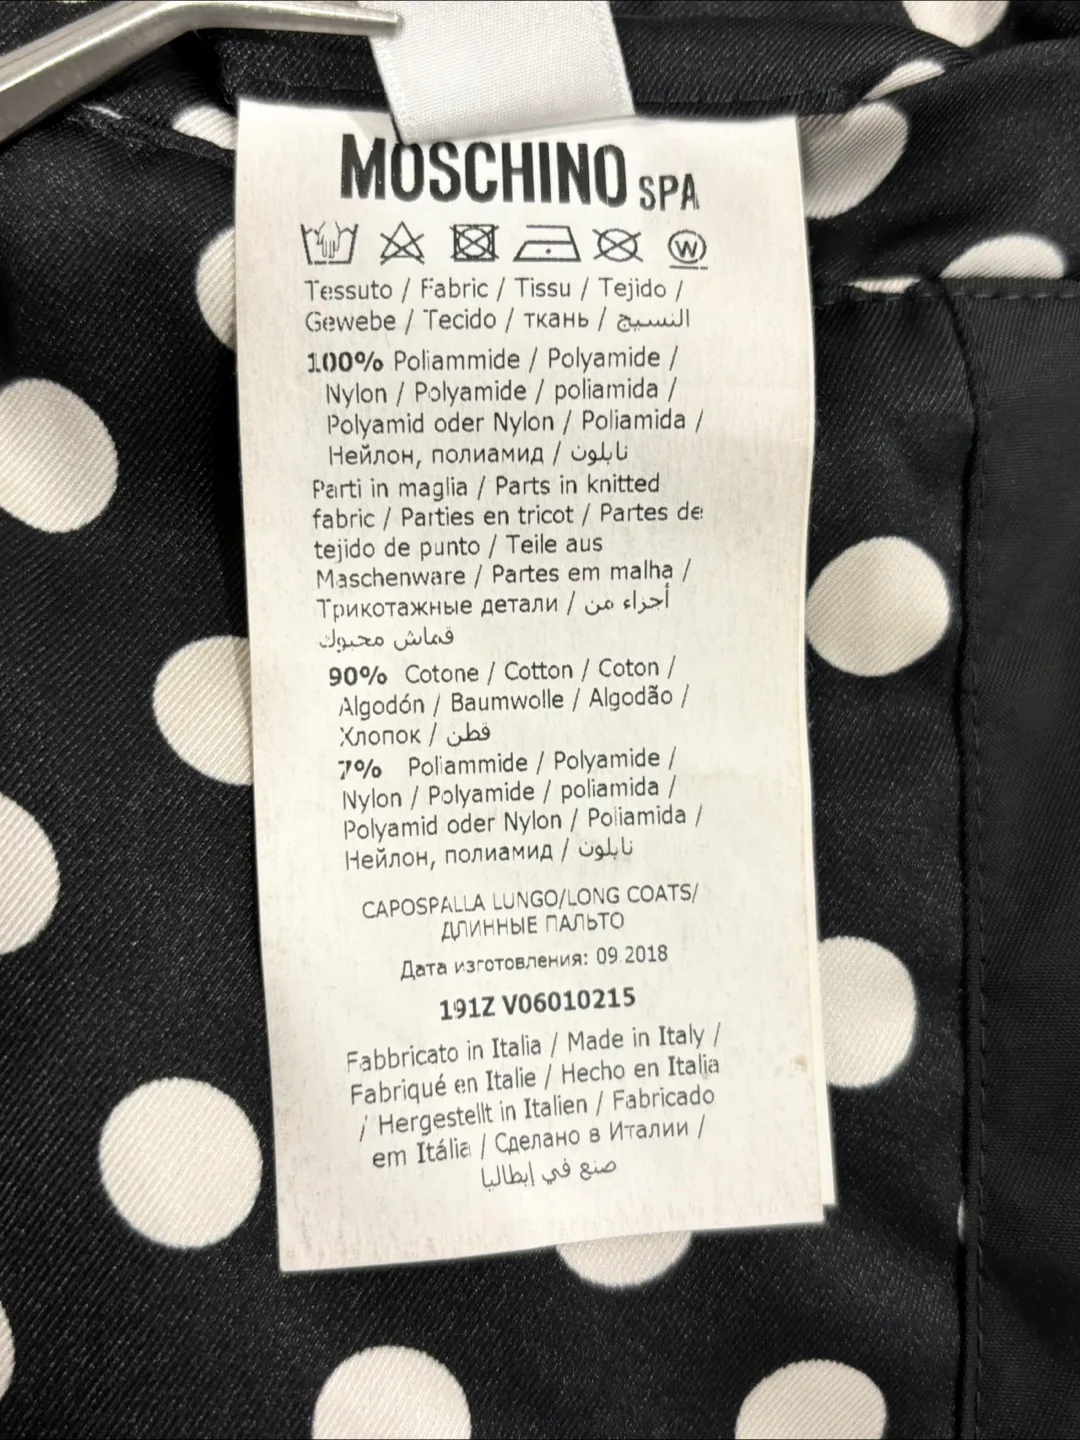 MOSCHINO SPA
W
Tessuto / Fabric / Tissu / Tejido /
Gewebe / Tecido / ткань / النسيج
100% Poliammide / Polyamide /
Nylon / Polyamide / poliamida /
Polyamid oder Nylon / Poliamida /
Нейлон, полиамид / نايلون
Parti in maglia / Parts in knitted
fabric / Parties en tricot / Partes de
tejido de punto / Teile aus
Maschenware / Partes em malha /
Трикотажные детали / أجزاء من
قماش محبوك
90% Cotone / Cotton / Coton /
Algodón / Baumwolle / Algodão /
Хлопок / قطن
7% Poliammide / Polyamide /
Nylon / Polyamide / poliamida /
Polyamid oder Nylon / Poliamida /
Нейлон, полиамид / نايلون
CAPOSPALLA LUNGO/LONG COATS/
ДЛИННЫЕ ПАЛЬТО
Дата изготовления: 09.2018
191Z V06010215
Fabbricato in Italia / Made in Italy /
Fabriqué en Italie / Hecho en Italia
/ Hergestellt in Italien / Fabricado
em Itália / Сделано в Италии /
صنع في إيطاليا